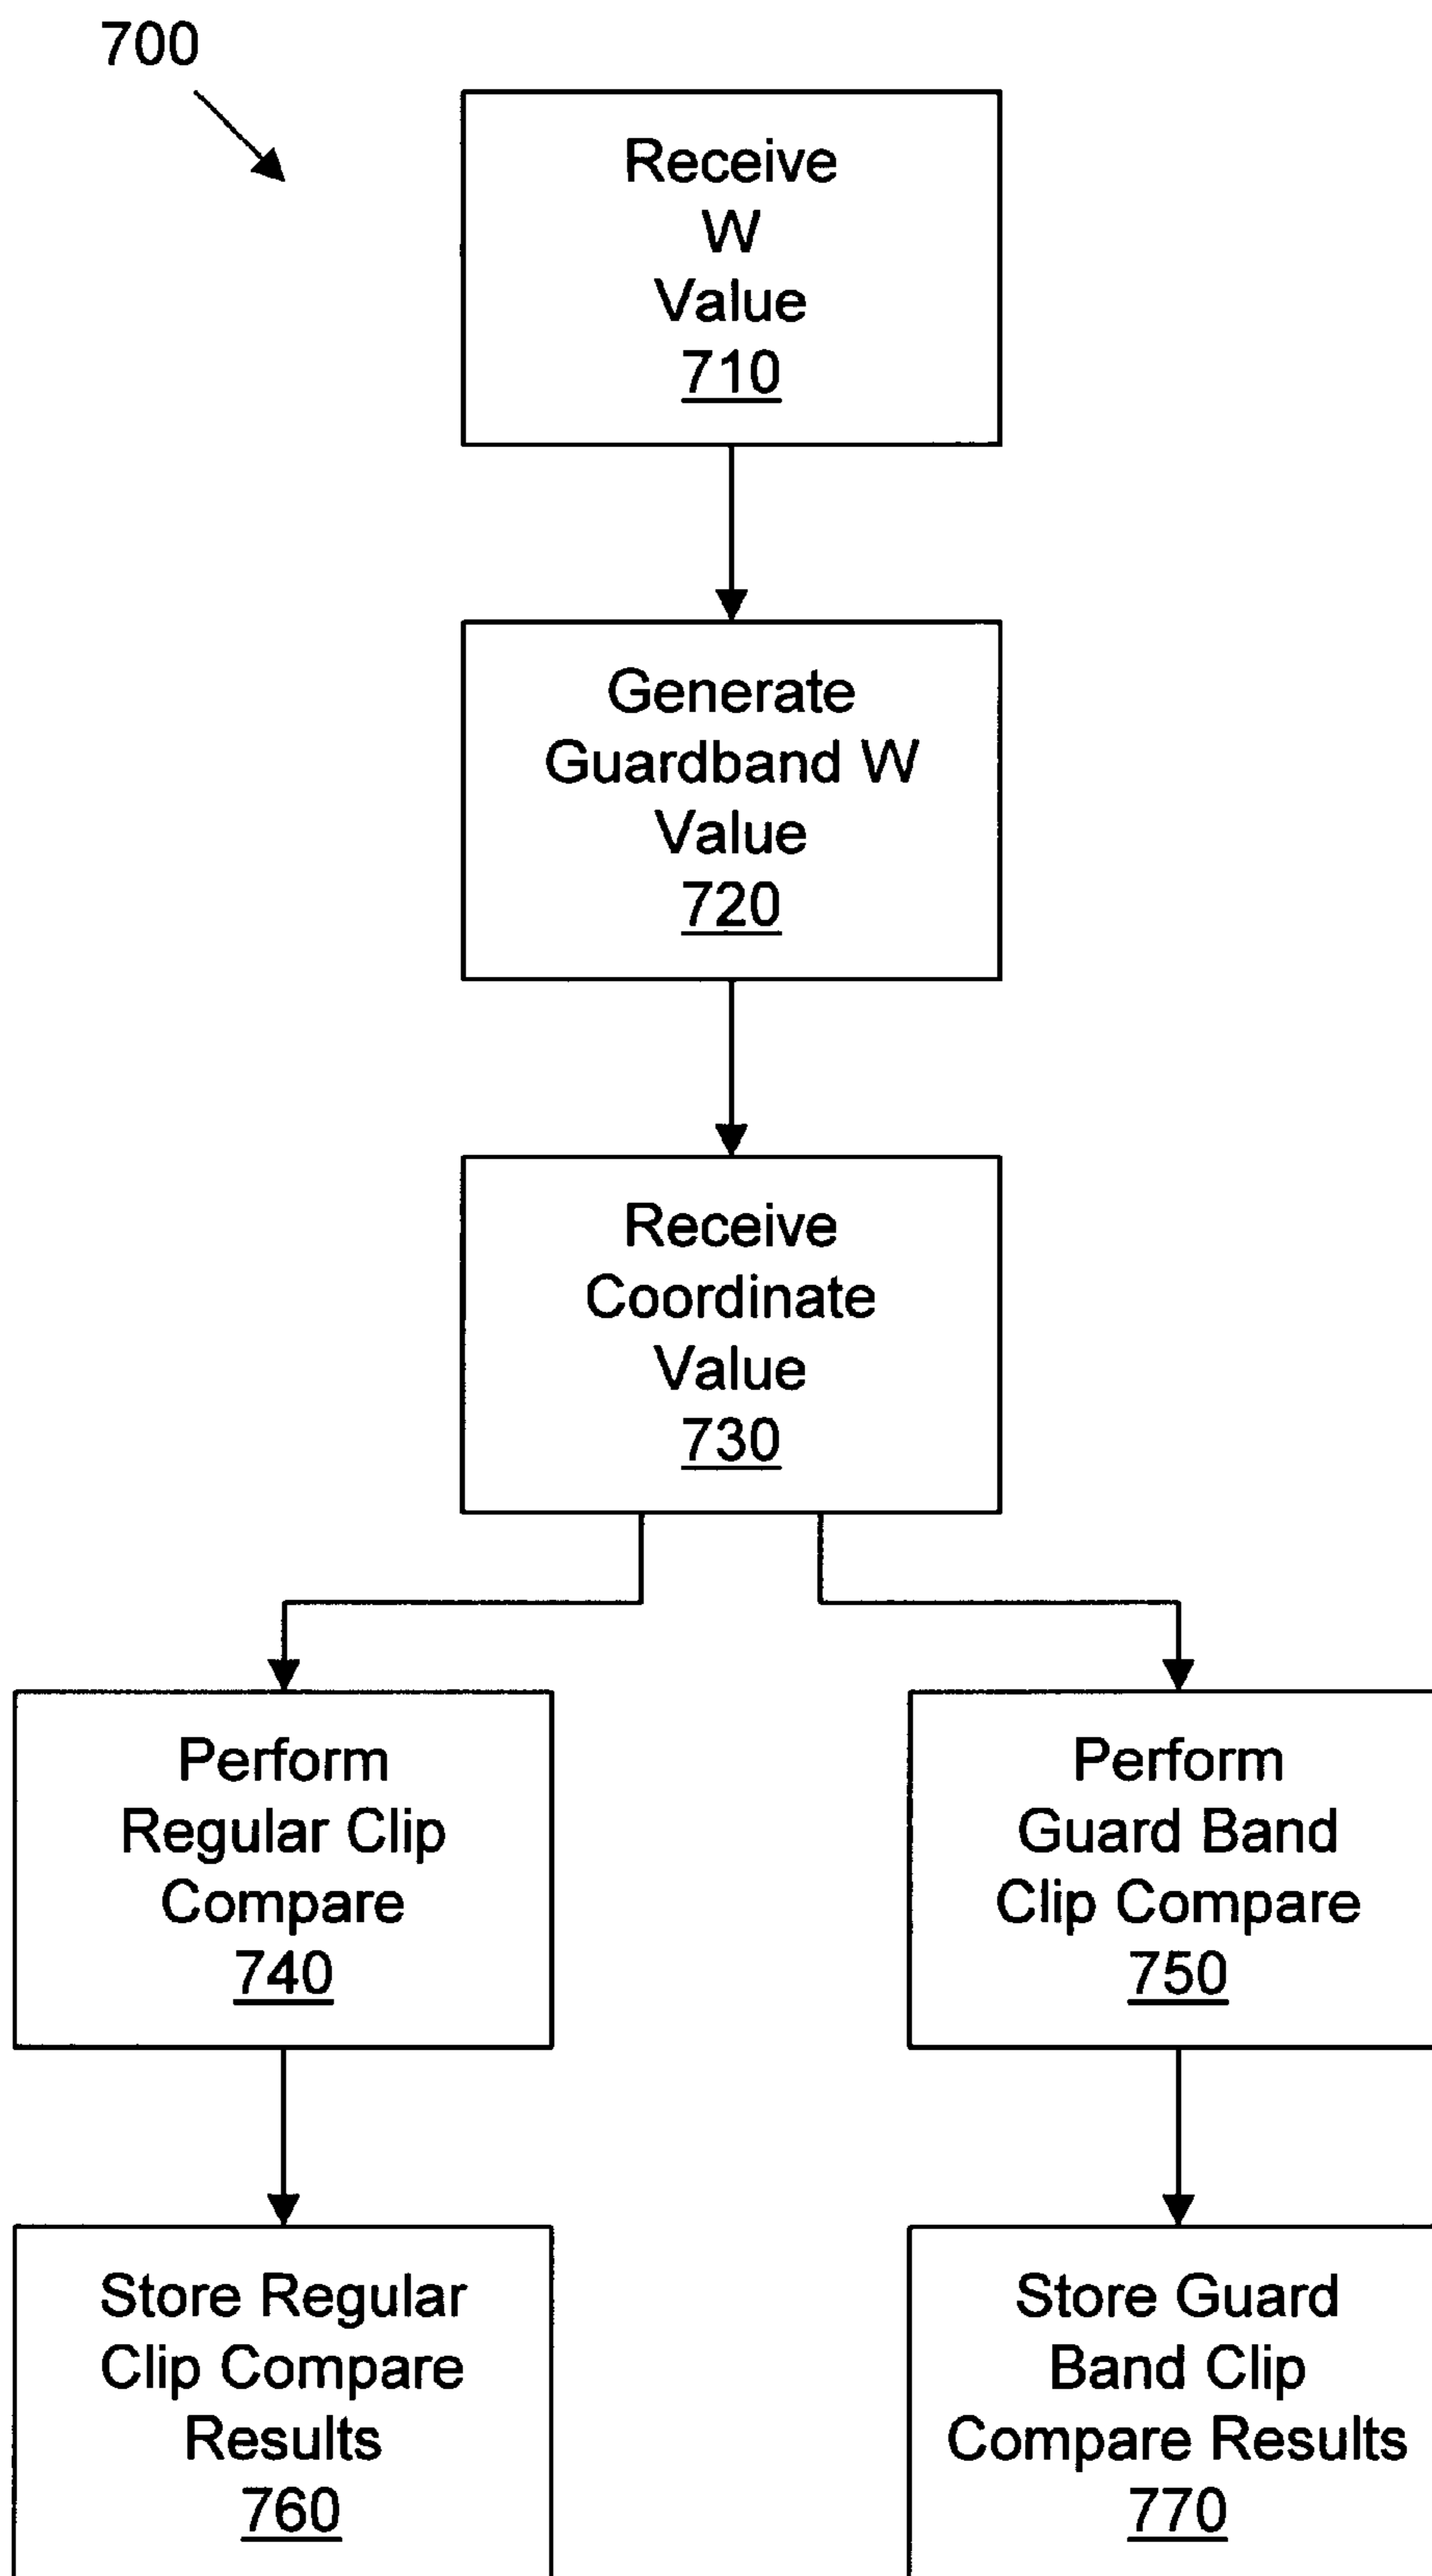 700
Receive
W
Value
710
Generate
Guardband W
Value
720
Receive
Coordinate
Value
730
Perform
Regular Clip
Compare
740
Perform
Guard Band
Clip Compare
750
Store Regular
Clip Compare
Results
760
Store Guard
Band Clip
Compare Results
770